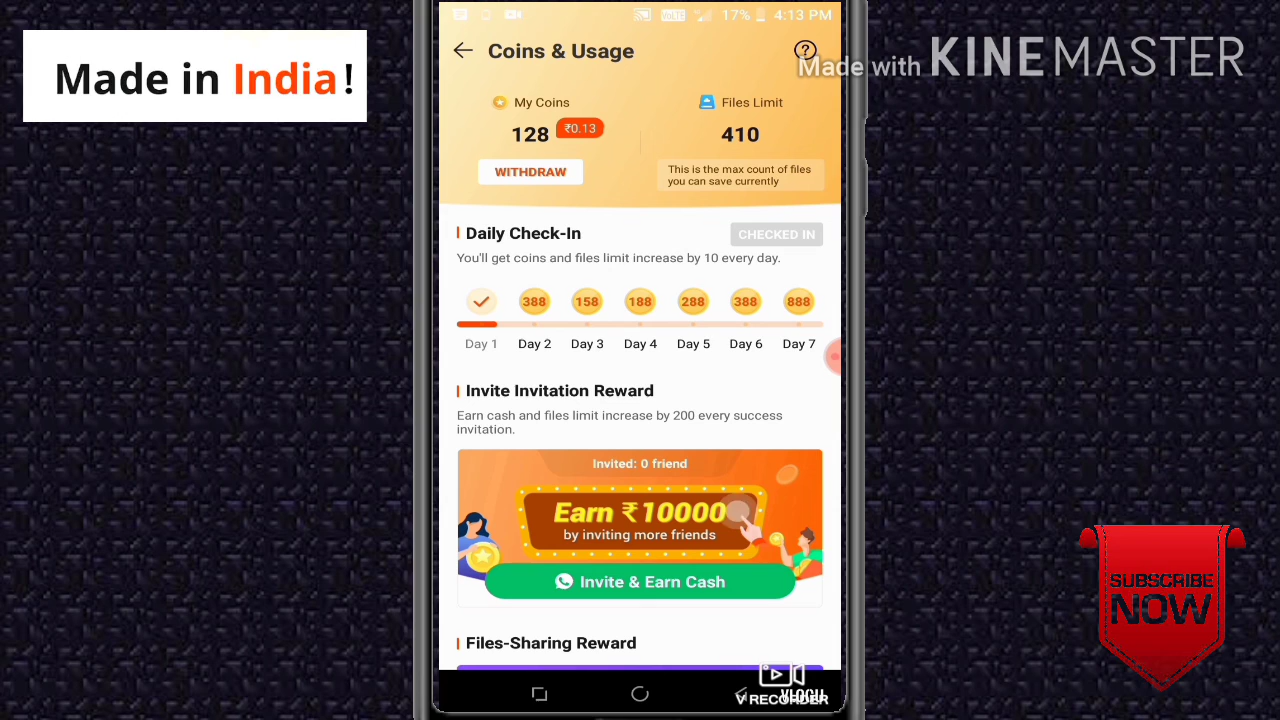 Made in India!
Made with KINEMASTER
VoLTE 17% 4:13 PM
Coins & Usage
?
My Coins
Files Limit
128 ₹0.13
410
WITHDRAW
This is the max count of files
you can save currently
Daily Check-In
CHECKED IN
You'll get coins and files limit increase by 10 every day.
388 158 188 288 388 888
Day 1 Day 2 Day 3 Day 4 Day 5 Day 6 Day 7
Invite Invitation Reward
Earn cash and files limit increase by 200 every success
invitation.
Invited: 0 friend
Earn ₹10000
by inviting more friends
Invite & Earn Cash
Files-Sharing Reward
V RECORDER
SUBSCRIBE
NOW